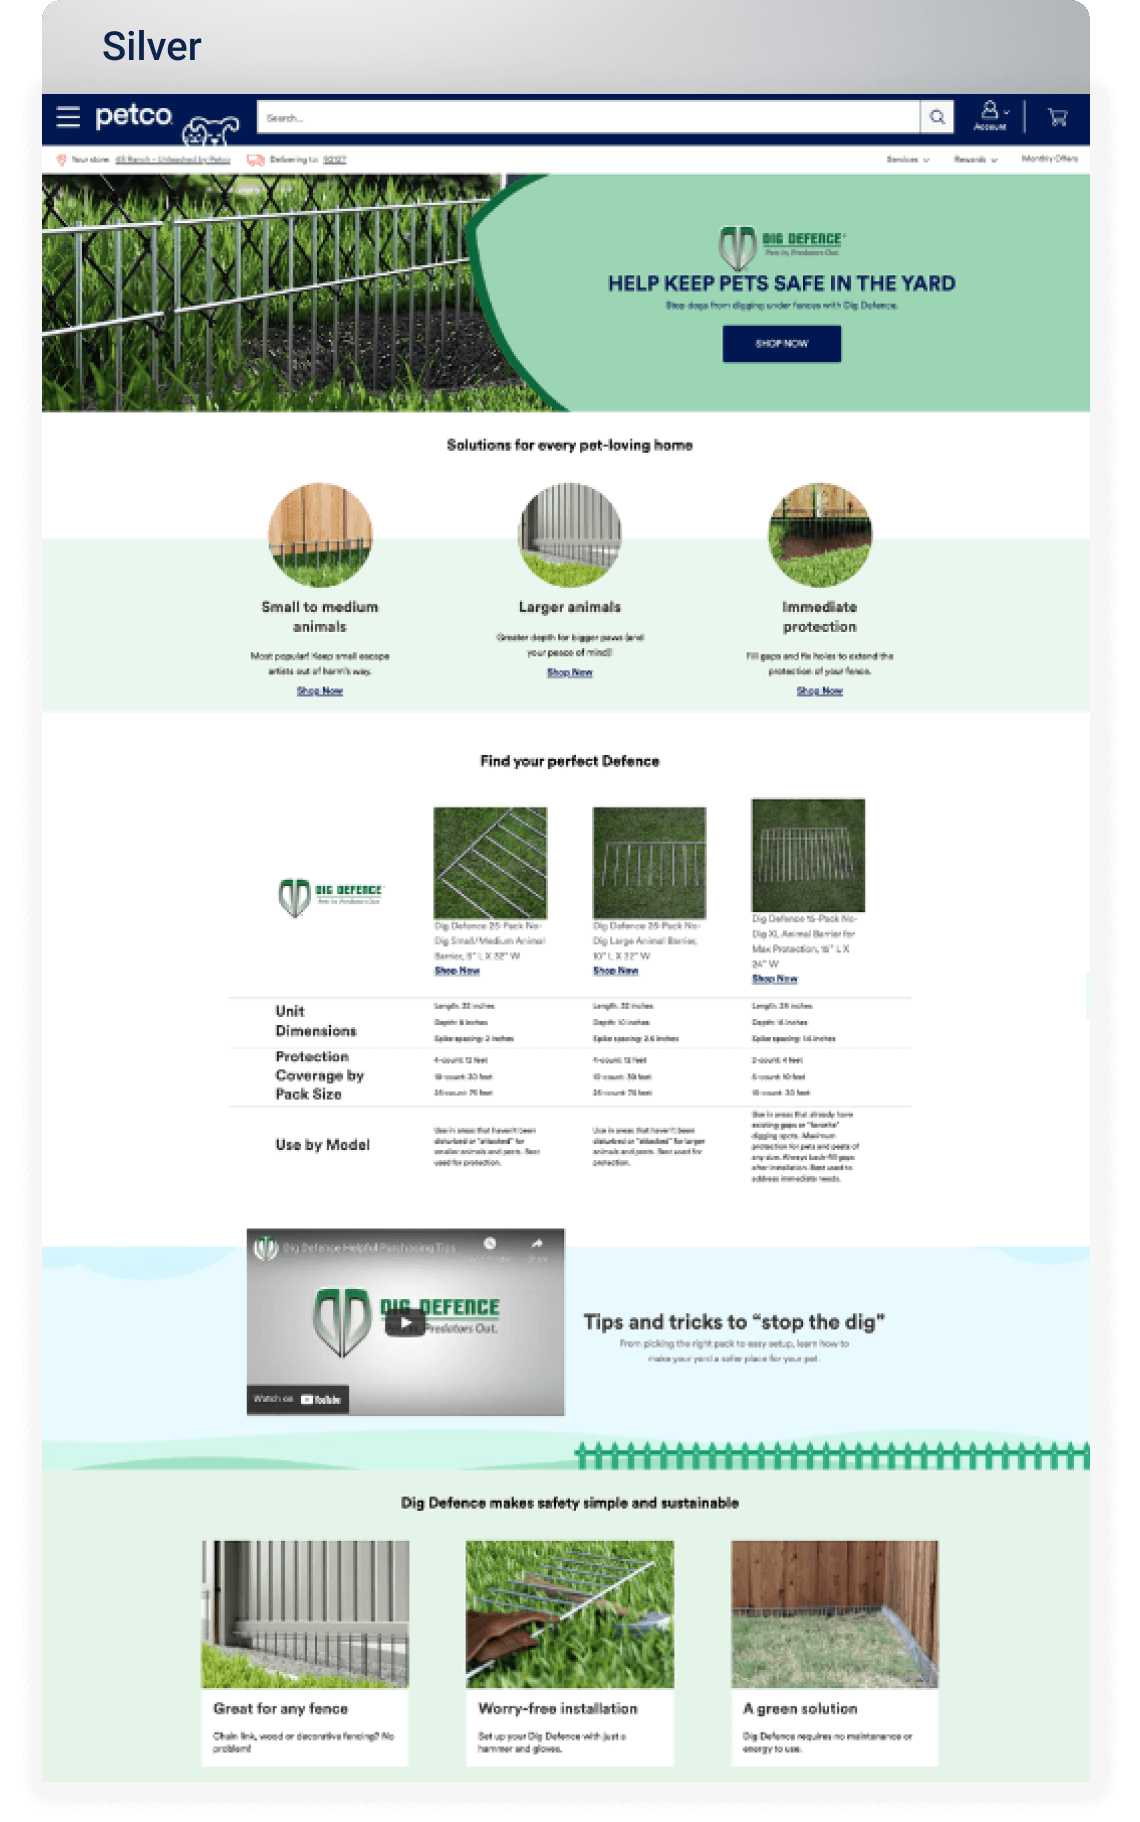 Silver
petco
Search...
Account
Your store: 4S Ranch - Unleashed by Petco
Delivering to: 92127
Services
Rewards
Monthly Offers
DIG DEFENCE
Pets In, Predators Out.
HELP KEEP PETS SAFE IN THE YARD
Stop dogs from digging under fences with Dig Defence.
SHOP NOW
Solutions for every pet-loving home
Small to medium
animals
Most popular! Keep small escape
artists out of harm's way.
Shop Now
Larger animals
Greater depth for bigger paws (and
your peace of mind)!
Shop Now
Immediate
protection
Fill gaps and fix holes to extend the
protection of your fence.
Shop Now
Find your perfect Defence
DIG DEFENCE
Pets In, Predators Out.
Dig Defence 25-Pack No-
Dig Small/Medium Animal
Barrier, 8" L X 32" W
Shop Now
Dig Defence 25-Pack No-
Dig Large Animal Barrier,
10" L X 32" W
Shop Now
Dig Defence 15-Pack No-
Dig XL Animal Barrier for
Max Protection, 15" L X
24" W
Shop Now
Unit
Dimensions
Length: 32 inches
Depth: 8 inches
Spike spacing: 2 inches
Length: 32 inches
Depth: 10 inches
Spike spacing: 2.5 inches
Length: inches
Depth: inches
Spike spacing: 1.5 inches
Protection
Coverage by
Pack Size
4-count: 12 feet
10-count: 30 feet
25-count: 75 feet
4-count: 12 feet
10-count: feet
25-count: 75 feet
2-count: 4 feet
5-count: 10 feet
15-count: 30 feet
Use by Model
Use in areas that haven't been
disturbed or "attacked" for
smaller animals and pests. Best
used for protection.
Use in areas that haven't been
disturbed or "attacked" for larger
animals and pests. Best used for
protection.
Use in areas that already have
existing gaps or "favorite"
digging spots. Maximum
protection for pets and pests of
any size. Always back-fill gaps
after installation. Best used to
address immediate needs.
Dig Defence Helpful Purchasing Tips
Watch later
Share
DIG DEFENCE
Pets In, Predators Out.
Watch on YouTube
Tips and tricks to “stop the dig”
From picking the right pack to easy setup, learn how to
make your yard a safer place for your pet.
Dig Defence makes safety simple and sustainable
Great for any fence
Chain link, wood or decorative fencing? No
problem!
Worry-free installation
Set up your Dig Defence with just a
hammer and gloves.
A green solution
Dig Defence requires no maintenance or
energy to use.